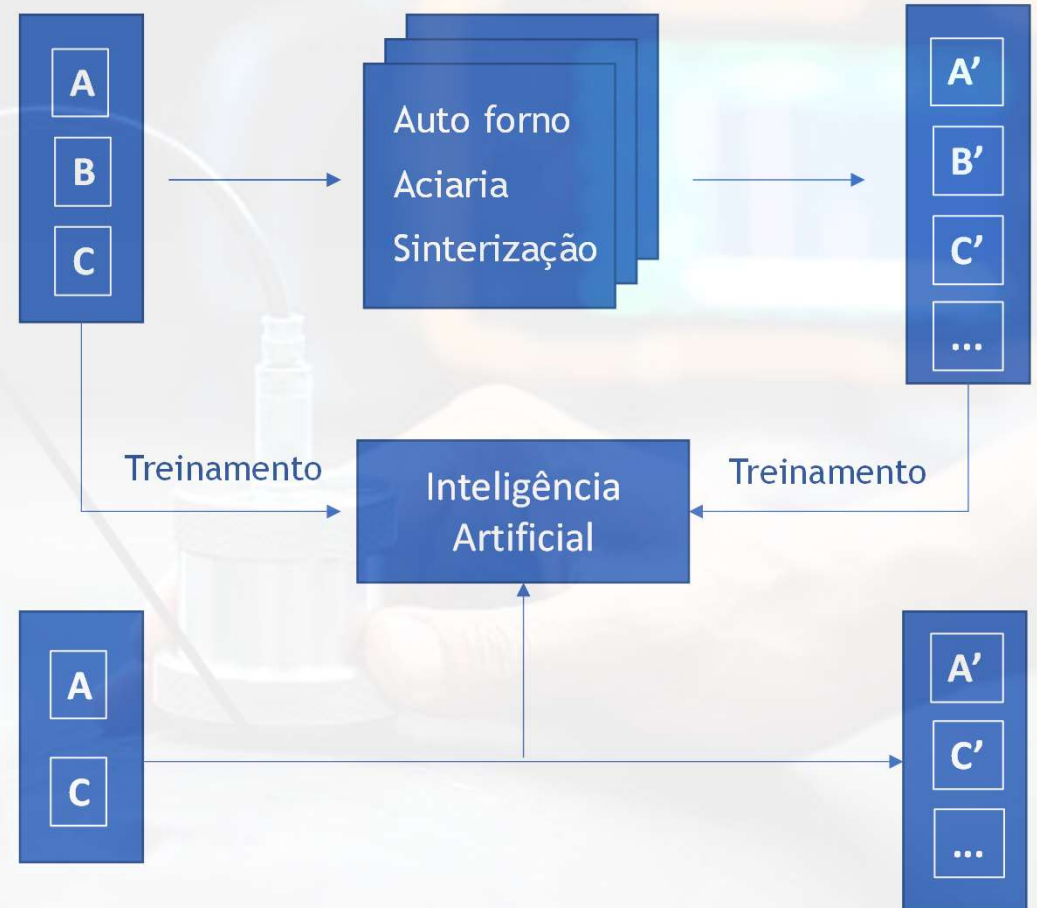 A
B
C
Auto forno
Aciaria
Sinterização
A’
B’
C’
...
Treinamento
Inteligência
Artificial
Treinamento
A
C
A’
C’
...